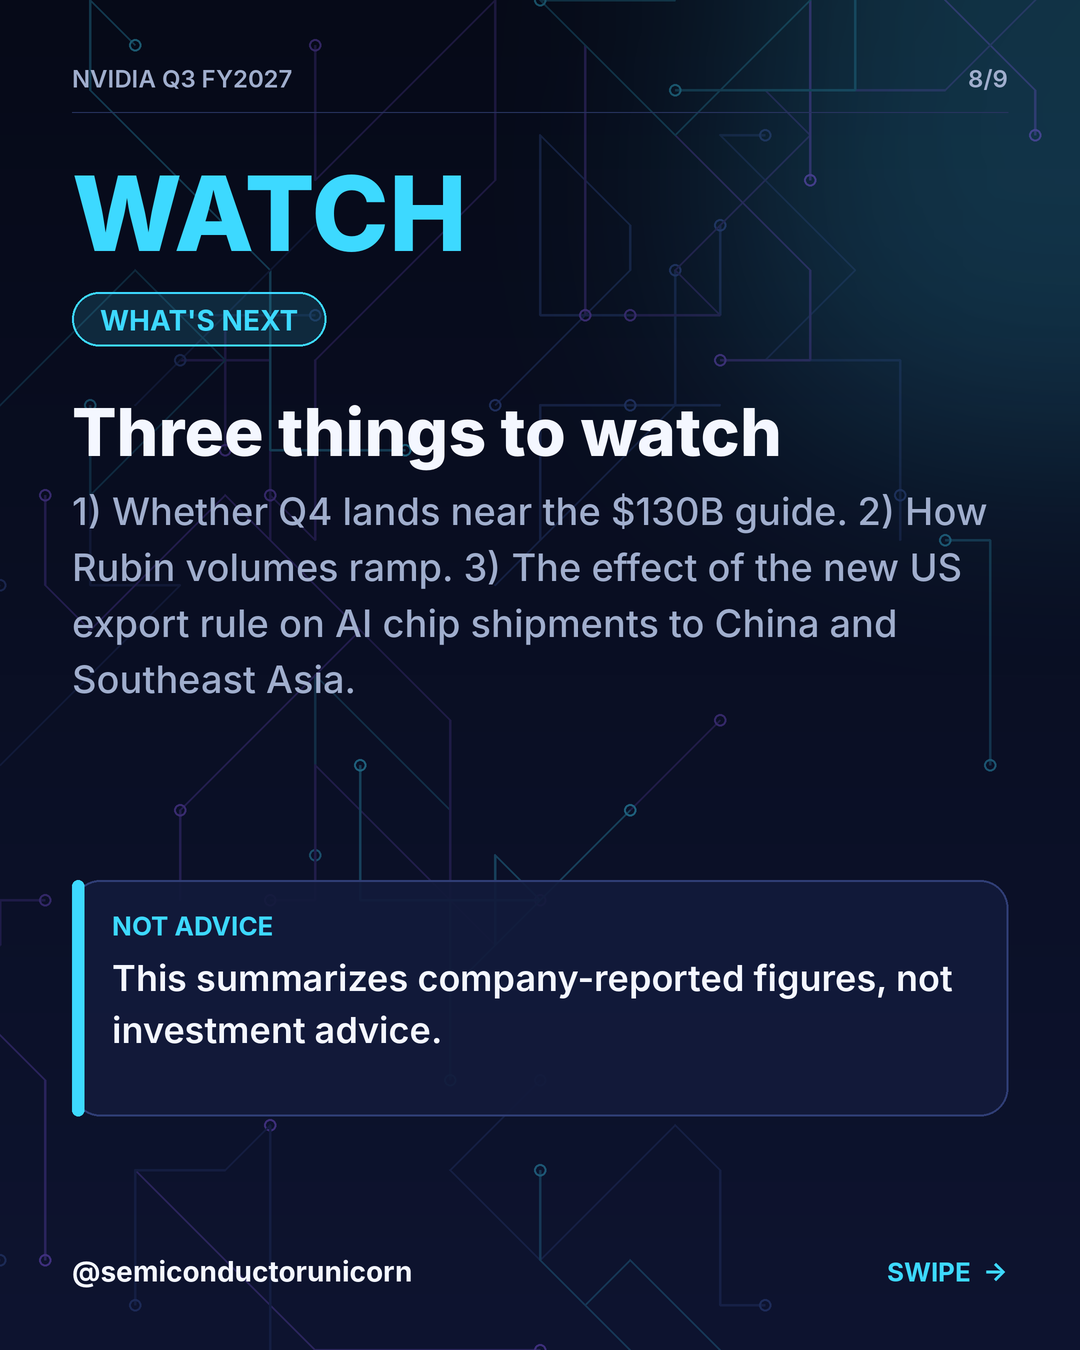 NVIDIA Q3 FY2027
8/9
WATCH
WHAT'S NEXT
Three things to watch
1) Whether Q4 lands near the $130B guide. 2) How
Rubin volumes ramp. 3) The effect of the new US
export rule on AI chip shipments to China and
Southeast Asia.
NOT ADVICE
This summarizes company-reported figures, not
investment advice.
@semiconductorunicorn
SWIPE →